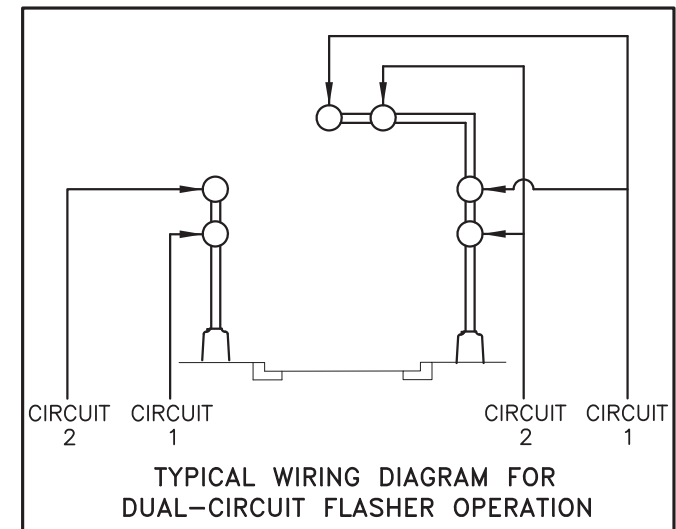 CIRCUIT
2
CIRCUIT
1
CIRCUIT
2
CIRCUIT
1
TYPICAL WIRING DIAGRAM FOR
DUAL-CIRCUIT FLASHER OPERATION